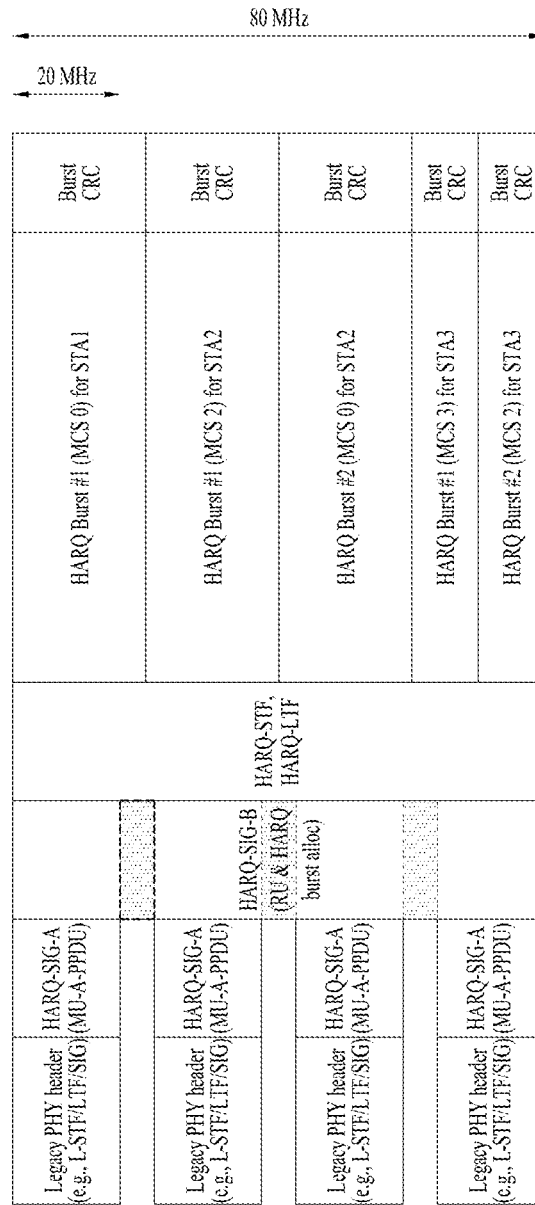 80 MHz
20 MHz
Legacy PHY header
(e.g., L-STF/LTF/SIG)
HARQ-SIG-A
(MU-A-PPDU)
Legacy PHY header
(e.g., L-STF/LTF/SIG)
HARQ-SIG-A
(MU-A-PPDU)
Legacy PHY header
(e.g., L-STF/LTF/SIG)
HARQ-SIG-A
(MU-A-PPDU)
Legacy PHY header
(e.g., L-STF/LTF/SIG)
HARQ-SIG-A
(MU-A-PPDU)
HARQ-SIG-B
(RU & HARQ
burst alloc)
HARQ-STF,
HARQ-LTF
HARQ Burst #1 (MCS 0) for STA1
Burst
CRC
HARQ Burst #1 (MCS 2) for STA2
Burst
CRC
HARQ Burst #2 (MCS 0) for STA2
Burst
CRC
HARQ Burst #1 (MCS 3) for STA3
Burst
CRC
HARQ Burst #2 (MCS 2) for STA3
Burst
CRC